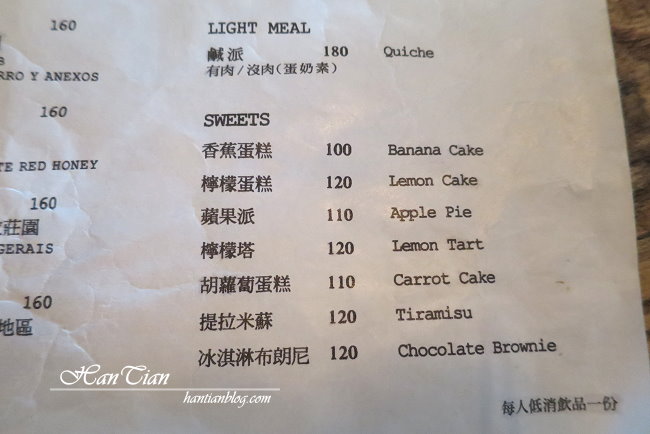 160
RRO Y ANEXOS
160
TE RED HONEY
160
莊園
GERAIS
160
地區
LIGHT MEAL
鹹派 180 Quiche
有肉/沒肉(蛋奶素)
SWEETS
香蕉蛋糕 100 Banana Cake
檸檬蛋糕 120 Lemon Cake
蘋果派 110 Apple Pie
檸檬塔 120 Lemon Tart
胡蘿蔔蛋糕 110 Carrot Cake
提拉米蘇 120 Tiramisu
冰淇淋布朗尼 120 Chocolate Brownie
每人低消飲品一份
HanTian
hantianblog.com